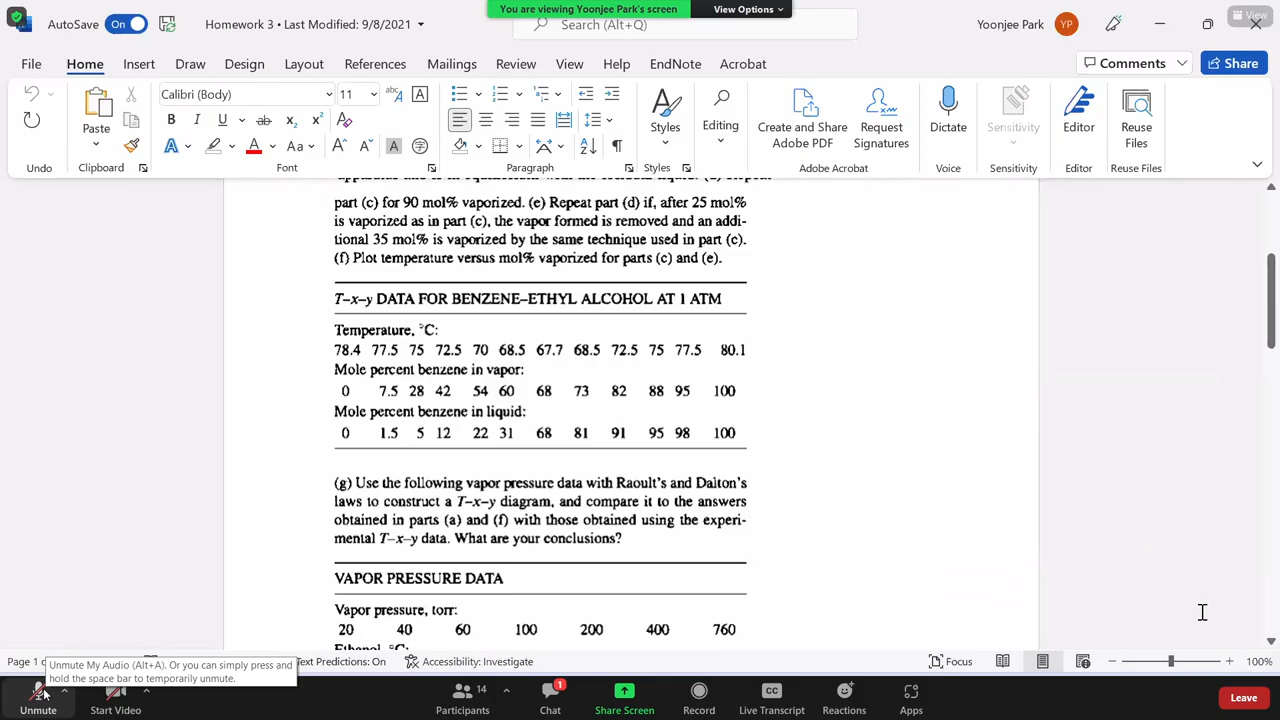 You are viewing Yoonjee Park's screen
View Options
View
AutoSave
On
Homework 3 • Last Modified: 9/8/2021
Search (Alt+Q)
Yoonjee Park
YP
File
Home
Insert
Draw
Design
Layout
References
Mailings
Review
View
Help
EndNote
Acrobat
Comments
Share
Calibri (Body)
11
Paste
Styles
Editing
Create and Share
Adobe PDF
Request
Signatures
Dictate
Sensitivity
Editor
Reuse
Files
Undo
Clipboard
Font
Paragraph
Styles
Adobe Acrobat
Voice
Sensitivity
Editor
Reuse Files
part (c) for 90 mol% vaporized. (e) Repeat part (d) if, after 25 mol%
is vaporized as in part (c), the vapor formed is removed and an addi-
tional 35 mol% is vaporized by the same technique used in part (c).
(f) Plot temperature versus mol% vaporized for parts (c) and (e).
T–x–y DATA FOR BENZENE–ETHYL ALCOHOL AT 1 ATM
Temperature, °C:
78.4 77.5 75 72.5 70 68.5 67.7 68.5 72.5 75 77.5 80.1
Mole percent benzene in vapor:
0 7.5 28 42 54 60 68 73 82 88 95 100
Mole percent benzene in liquid:
0 1.5 5 12 22 31 68 81 91 95 98 100
(g) Use the following vapor pressure data with Raoult's and Dalton's
laws to construct a T–x–y diagram, and compare it to the answers
obtained in parts (a) and (f) with those obtained using the experi-
mental T–x–y data. What are your conclusions?
VAPOR PRESSURE DATA
Vapor pressure, torr:
20 40 60 100 200 400 760
Ethanol, °C:
Page 1
Text Predictions: On
Accessibility: Investigate
Focus
100%
Unmute My Audio (Alt+A). Or you can simply press and
hold the space bar to temporarily unmute.
Unmute
Start Video
14
Participants
1
Chat
Share Screen
Record
CC
Live Transcript
Reactions
Apps
Leave